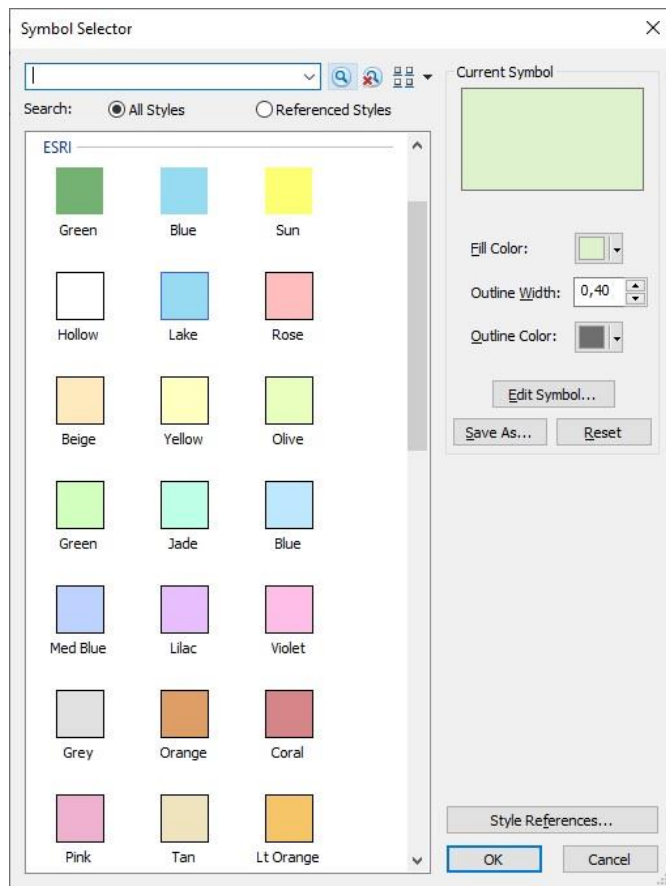 Symbol Selector
Search:
All Styles
Referenced Styles
ESRI
Green
Blue
Sun
Hollow
Lake
Rose
Beige
Yellow
Olive
Green
Jade
Blue
Med Blue
Lilac
Violet
Grey
Orange
Coral
Pink
Tan
Lt Orange
Current Symbol
Fill Color:
Outline Width:
0,40
Outline Color:
Edit Symbol...
Save As...
Reset
Style References...
OK
Cancel